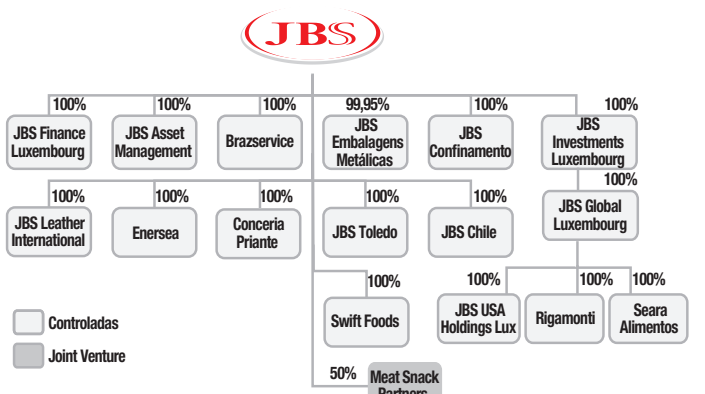 JBS
100%
100%
100%
99,95%
100%
100%
JBS Finance
Luxembourg
JBS Asset
Management
Brazservice
JBS
Embalagens
Metálicas
JBS
Confinamento
JBS
Investments
Luxembourg
100%
100%
100%
100%
100%
100%
JBS Leather
International
Enersea
Conceria
Priante
JBS Toledo
JBS Chile
JBS Global
Luxembourg
100%
100%
100%
100%
Swift Foods
JBS USA
Holdings Lux
Rigamonti
Seara
Alimentos
Controladas
Joint Venture
50%
Meat Snack
Partners